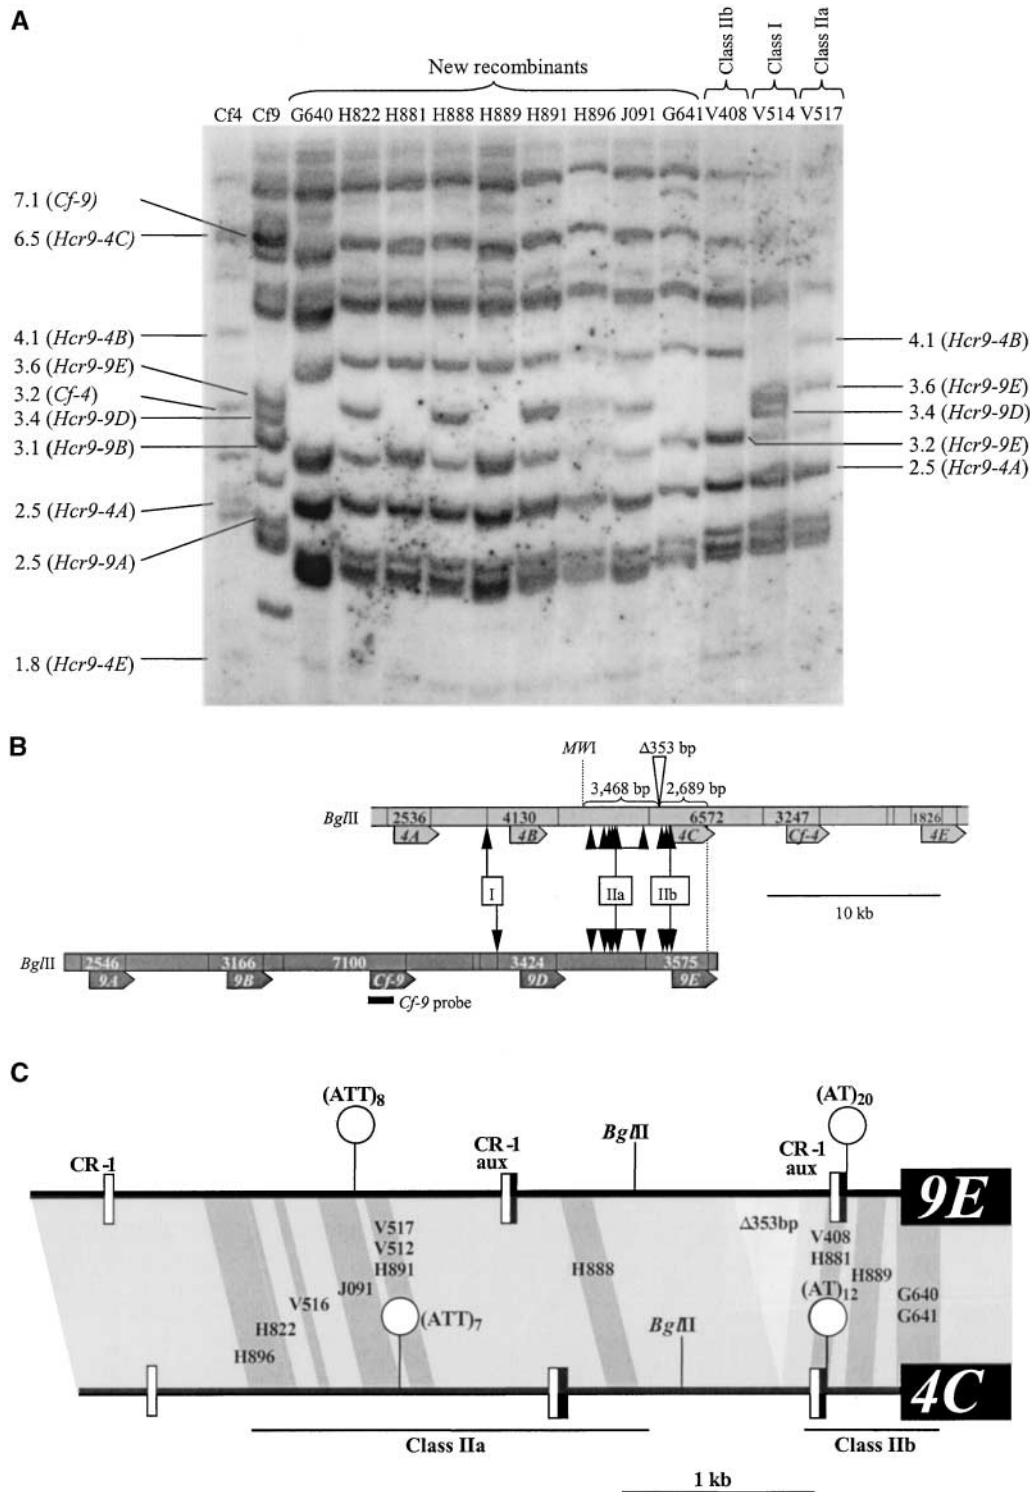 A
New recombinants
Class IIb
Class I
Class IIa
Cf4 Cf9 G640 H822 H881 H888 H889 H891 H896 J091 G641 V408 V514 V517
7.1 (Cf-9)
6.5 (Hcr9-4C)
4.1 (Hcr9-4B)
3.6 (Hcr9-9E)
3.2 (Cf-4)
3.4 (Hcr9-9D)
3.1 (Hcr9-9B)
2.5 (Hcr9-4A)
2.5 (Hcr9-9A)
1.8 (Hcr9-4E)
4.1 (Hcr9-4B)
3.6 (Hcr9-9E)
3.4 (Hcr9-9D)
3.2 (Hcr9-9E)
2.5 (Hcr9-4A)
B
MWI
Δ353 bp
3,468 bp
2,689 bp
BglII
2536 4130 6572 3247 1826
4A 4B 4C Cf-4 4E
I
IIa
IIb
10 kb
BglII
2546 3166 7100 3424 3575
9A 9B Cf-9 9D 9E
Cf-9 probe
C
(ATT)8
(AT)20
CR-1
CR-1
aux
BglII
CR-1
aux
9E
Δ353bp
V517
V512
H891
V408
H881
H888
H889
J091
(AT)12
G640
G641
V516
(ATT)7
BglII
H822
H896
4C
Class IIa
Class IIb
1 kb